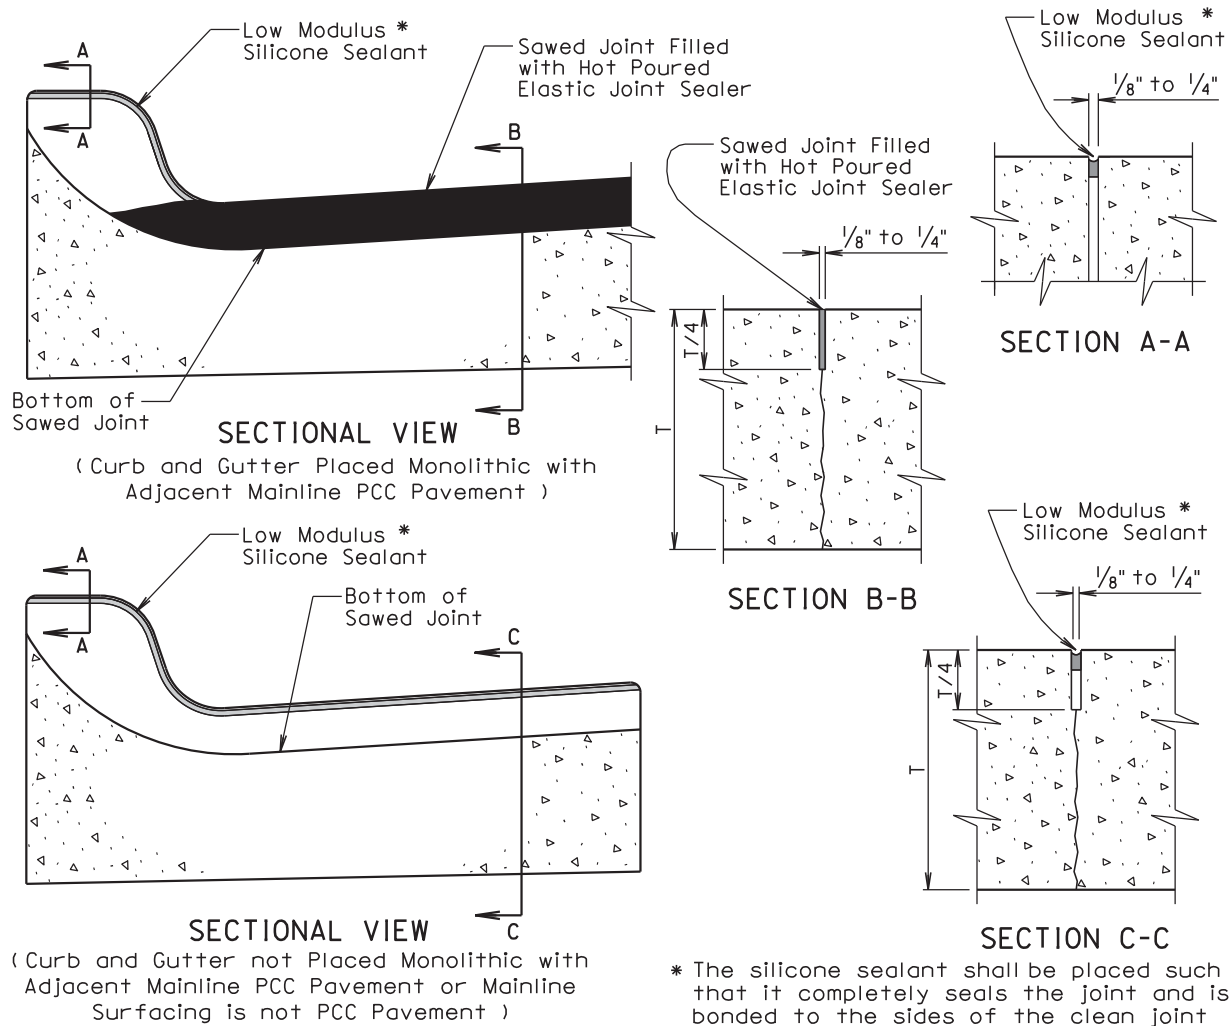 Low Modulus *
Silicone Sealant
A
A
Sawed Joint Filled
with Hot Poured
Elastic Joint Sealer
B
B
Bottom of
Sawed Joint
SECTIONAL VIEW
( Curb and Gutter Placed Monolithic with
Adjacent Mainline PCC Pavement )
Low Modulus *
Silicone Sealant
1/8" to 1/4"
SECTION A-A
Sawed Joint Filled
with Hot Poured
Elastic Joint Sealer
1/8" to 1/4"
T/4
T
SECTION B-B
Low Modulus *
Silicone Sealant
A
A
Bottom of
Sawed Joint
C
C
SECTIONAL VIEW
( Curb and Gutter not Placed Monolithic with
Adjacent Mainline PCC Pavement or Mainline
Surfacing is not PCC Pavement )
Low Modulus *
Silicone Sealant
1/8" to 1/4"
T/4
T
SECTION C-C
* The silicone sealant shall be placed such
that it completely seals the joint and is
bonded to the sides of the clean joint